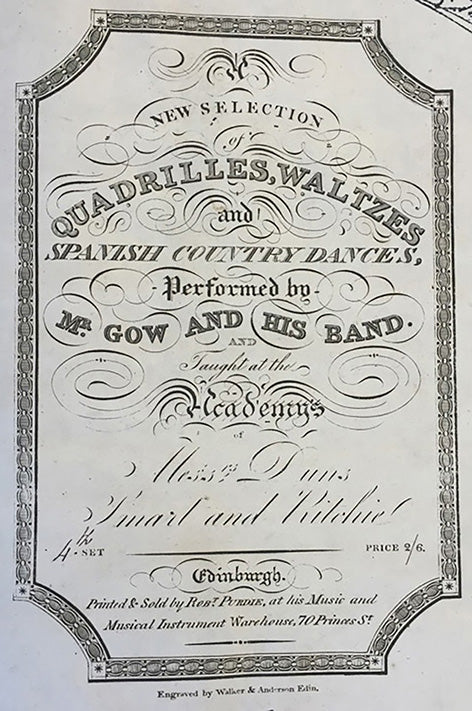 A
NEW SELECTION
of
QUADRILLES, WALTZES
and
SPANISH COUNTRY DANCES,
Performed by
MR. GOW AND HIS BAND.
AND
Taught at the
Academy's
of
Messrs Duns
Smart and Ritchie
4th SET
PRICE 2/6.
Edinburgh.
Printed & Sold by ROBT. PURDIE, at his Music and
Musical Instrument Warehouse, 70 Princes St
Engraved by Walker & Anderson Edin.